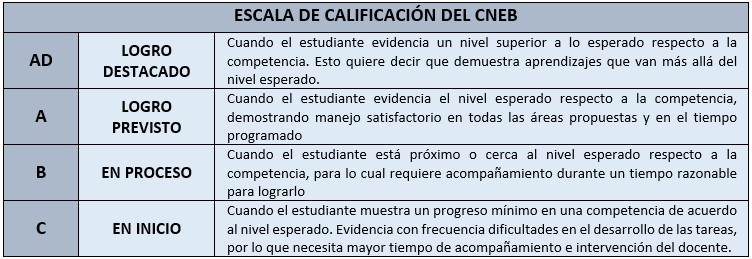 ESCALA DE CALIFICACIÓN DEL CNEB
AD
LOGRO
DESTACADO
Cuando el estudiante evidencia un nivel superior a lo esperado respecto a la
competencia. Esto quiere decir que demuestra aprendizajes que van más allá del
nivel esperado.
A
LOGRO
PREVISTO
Cuando el estudiante evidencia el nivel esperado respecto a la competencia,
demostrando manejo satisfactorio en todas las áreas propuestas y en el tiempo
programado
B
EN PROCESO
Cuando el estudiante está próximo o cerca al nivel esperado respecto a la
competencia, para lo cual requiere acompañamiento durante un tiempo razonable
para lograrlo
C
EN INICIO
Cuando el estudiante muestra un progreso mínimo en una competencia de acuerdo
al nivel esperado. Evidencia con frecuencia dificultades en el desarrollo de las tareas,
por lo que necesita mayor tiempo de acompañamiento e intervención del docente.